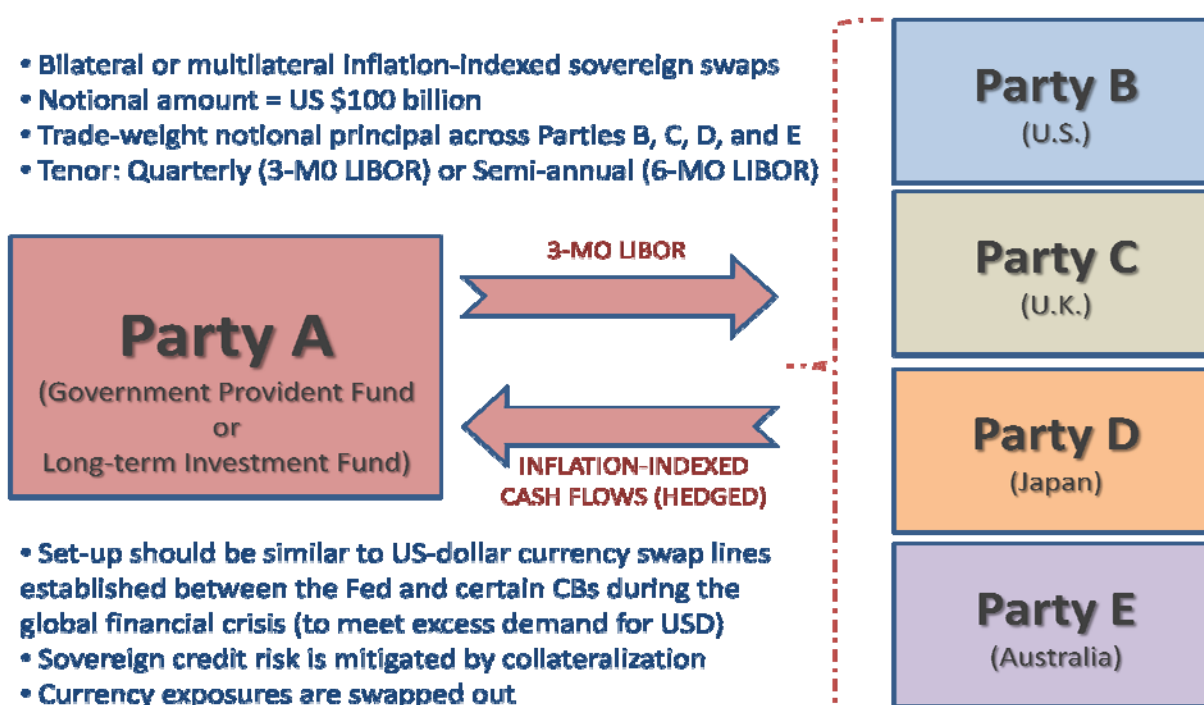 • Bilateral or multilateral inflation-indexed sovereign swaps
• Notional amount = US $100 billion
• Trade-weight notional principal across Parties B, C, D, and E
• Tenor: Quarterly (3-M0 LIBOR) or Semi-annual (6-MO LIBOR)
Party A
(Government Provident Fund
or
Long-term Investment Fund)
3-MO LIBOR
INFLATION-INDEXED
CASH FLOWS (HEDGED)
Party B
(U.S.)
Party C
(U.K.)
Party D
(Japan)
Party E
(Australia)
• Set-up should be similar to US-dollar currency swap lines
established between the Fed and certain CBs during the
global financial crisis (to meet excess demand for USD)
• Sovereign credit risk is mitigated by collateralization
• Currency exposures are swapped out